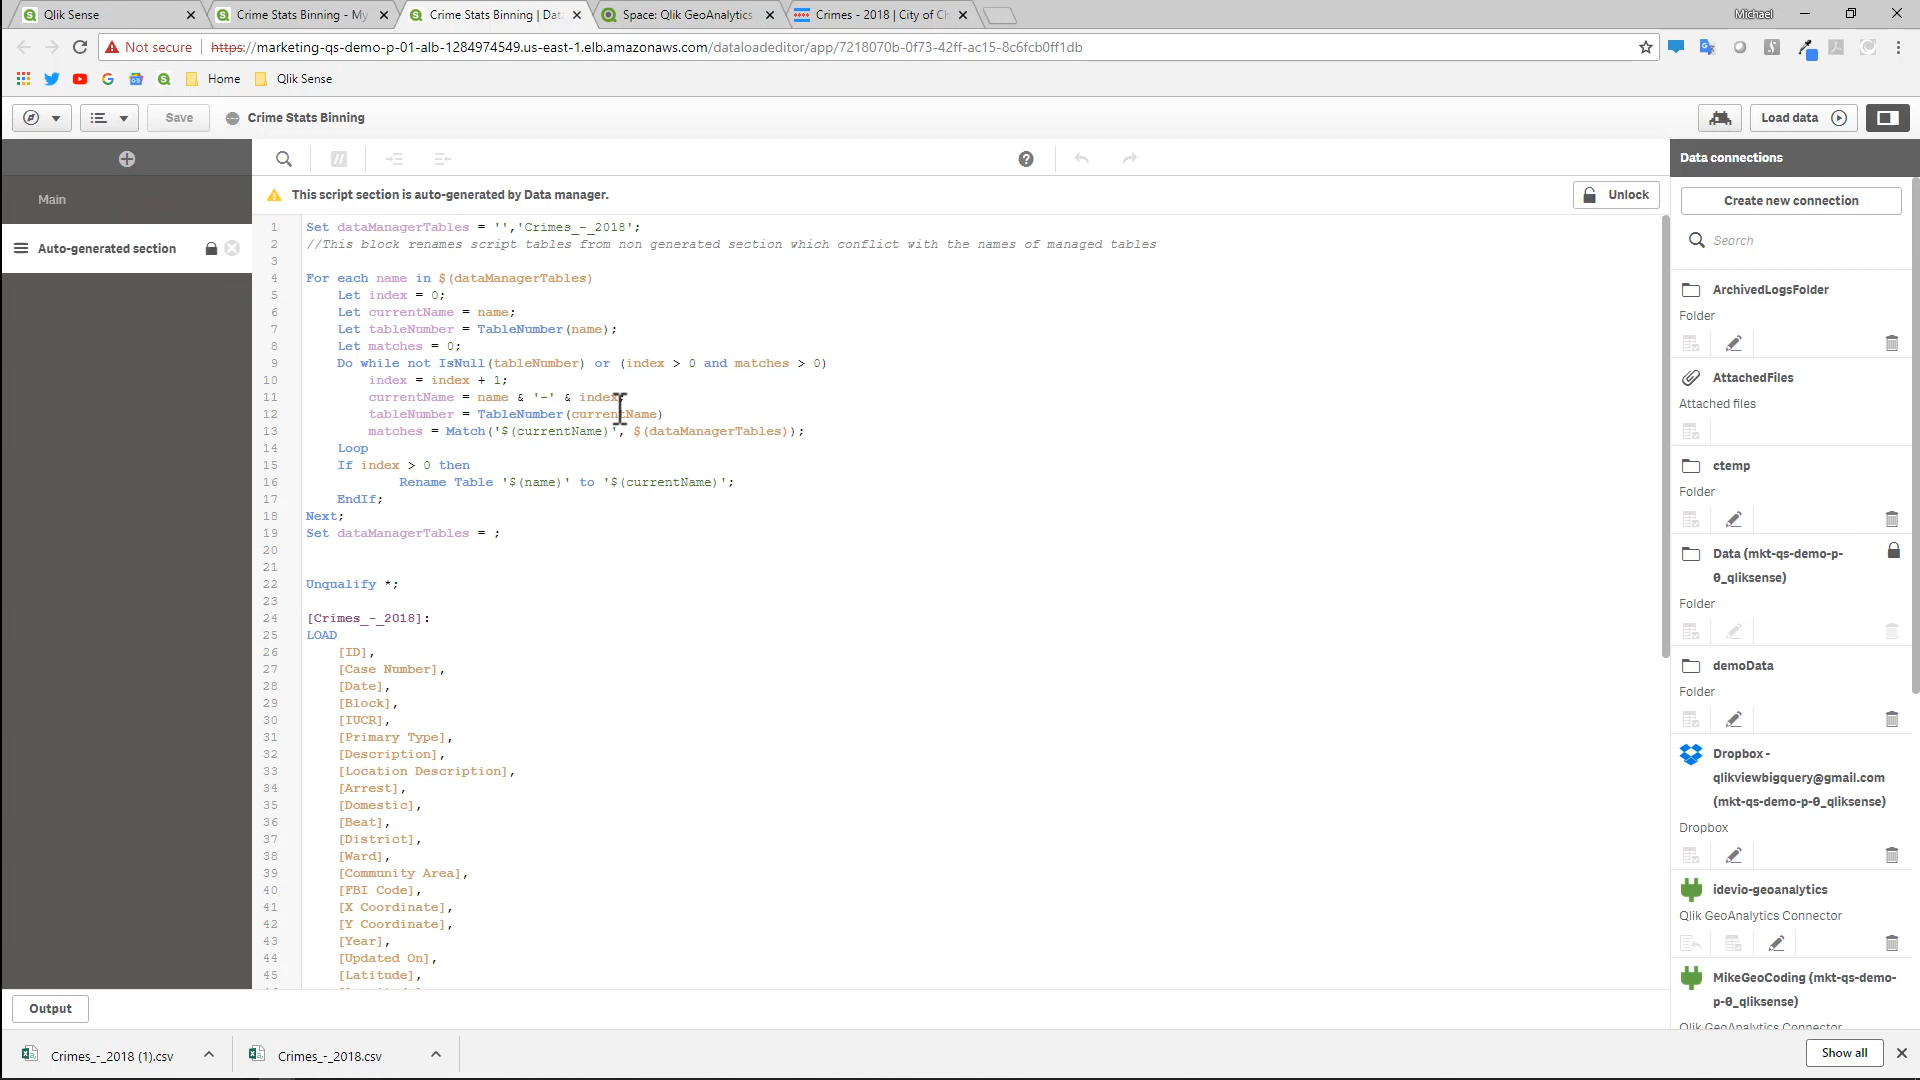 Qlik Sense
Crime Stats Binning - My
Crime Stats Binning | Dat
Space: Qlik GeoAnalytics
Crimes - 2018 | City of Ch
Michael
Not secure
https://marketing-qs-demo-p-01-alb-1284974549.us-east-1.elb.amazonaws.com/dataloadeditor/app/7218070b-0f73-42ff-ac15-8c6fcb0ff1db
Home
Qlik Sense
Save
Crime Stats Binning
Load data
Main
Auto-generated section
This script section is auto-generated by Data manager.
Unlock
1 Set dataManagerTables = '','Crimes_-_2018';
2 //This block renames script tables from non generated section which conflict with the names of managed tables
3
4 For each name in $(dataManagerTables)
5 Let index = 0;
6 Let currentName = name;
7 Let tableNumber = TableNumber(name);
8 Let matches = 0;
9 Do while not IsNull(tableNumber) or (index > 0 and matches > 0)
10 index = index + 1;
11 currentName = name & '-' & index;
12 tableNumber = TableNumber(currentName)
13 matches = Match('$(currentName)', $(dataManagerTables));
14 Loop
15 If index > 0 then
16 Rename Table '$(name)' to '$(currentName)';
17 EndIf;
18 Next;
19 Set dataManagerTables = ;
20
21
22 Unqualify *;
23
24 [Crimes_-_2018]:
25 LOAD
26 [ID],
27 [Case Number],
28 [Date],
29 [Block],
30 [IUCR],
31 [Primary Type],
32 [Description],
33 [Location Description],
34 [Arrest],
35 [Domestic],
36 [Beat],
37 [District],
38 [Ward],
39 [Community Area],
40 [FBI Code],
41 [X Coordinate],
42 [Y Coordinate],
43 [Year],
44 [Updated On],
45 [Latitude],
Data connections
Create new connection
Search
ArchivedLogsFolder
Folder
AttachedFiles
Attached files
ctemp
Folder
Data (mkt-qs-demo-p-
0_qliksense)
Folder
demoData
Folder
Dropbox -
qlikviewbigquery@gmail.com
(mkt-qs-demo-p-0_qliksense)
Dropbox
idevio-geoanalytics
Qlik GeoAnalytics Connector
MikeGeoCoding (mkt-qs-demo-
p-0_qliksense)
Qlik GeoAnalytics Connector
Output
Crimes_-_2018 (1).csv
Crimes_-_2018.csv
Show all